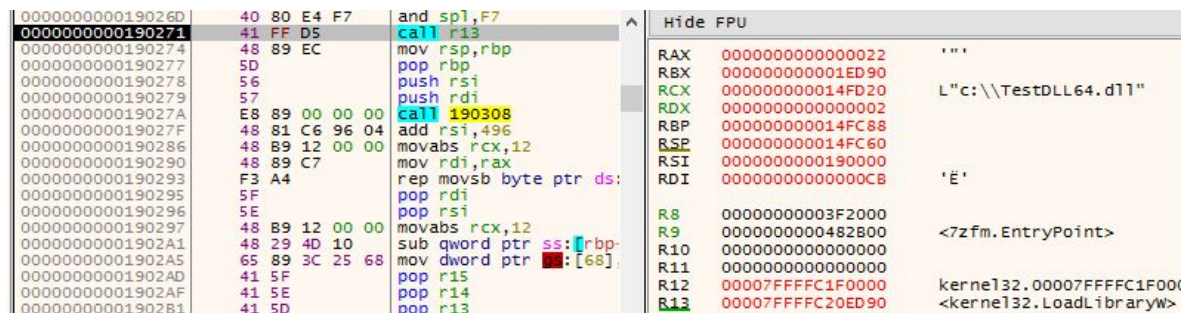 Hide FPU
000000000019026D 40 80 E4 F7 and spl,F7
0000000000190271 41 FF D5 call r13
0000000000190274 48 89 EC mov rsp,rbp
0000000000190277 5D pop rbp
0000000000190278 56 push rsi
0000000000190279 57 push rdi
000000000019027A E8 89 00 00 00 call 190308
000000000019027F 48 81 C6 96 04 add rsi,496
0000000000190286 48 B9 12 00 00 movabs rcx,12
0000000000190290 48 89 C7 mov rdi,rax
0000000000190293 F3 A4 rep movsb byte ptr ds:
0000000000190295 5F pop rdi
0000000000190296 5E pop rsi
0000000000190297 48 B9 12 00 00 movabs rcx,12
00000000001902A1 48 29 4D 10 sub qword ptr ss:[rbp
00000000001902A5 65 89 3C 25 68 mov dword ptr gs:[68],
00000000001902AD 41 5F pop r15
00000000001902AF 41 5E pop r14
00000000001902B1 41 5D pop r13
RAX 0000000000000022 '"'
RBX 000000000001ED90
RCX 000000000014FD20 L"c:\\TestDLL64.dll"
RDX 0000000000000002
RBP 000000000014FC88
RSP 000000000014FC60
RSI 0000000000190000
RDI 00000000000000CB 'Ë'
R8 00000000003F2000
R9 0000000000482B00 <7zfm.EntryPoint>
R10 0000000000000000
R11 0000000000000000
R12 00007FFFFC1F0000 kernel32.00007FFFFC1F000
R13 00007FFFFC20ED90 <kernel32.LoadLibraryW>